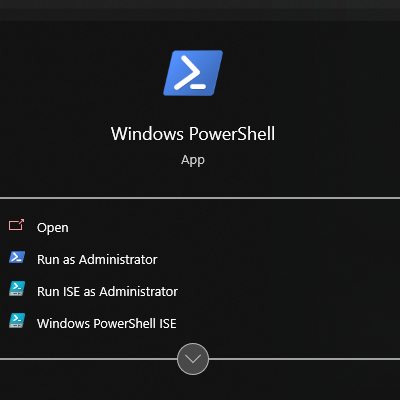 Windows PowerShell
App
Open
Run as Administrator
Run ISE as Administrator
Windows PowerShell ISE